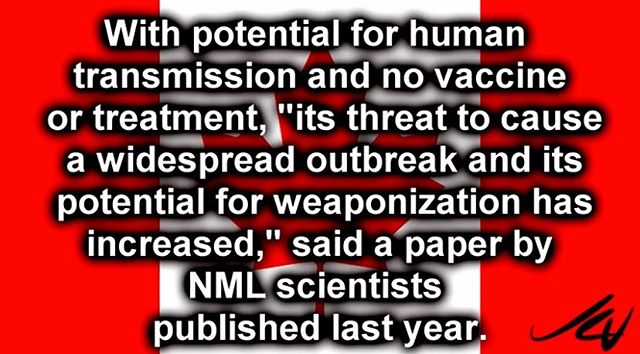 With potential for human
transmission and no vaccine
or treatment, "its threat to cause
a widespread outbreak and its
potential for weaponization has
increased," said a paper by
NML scientists
published last year.